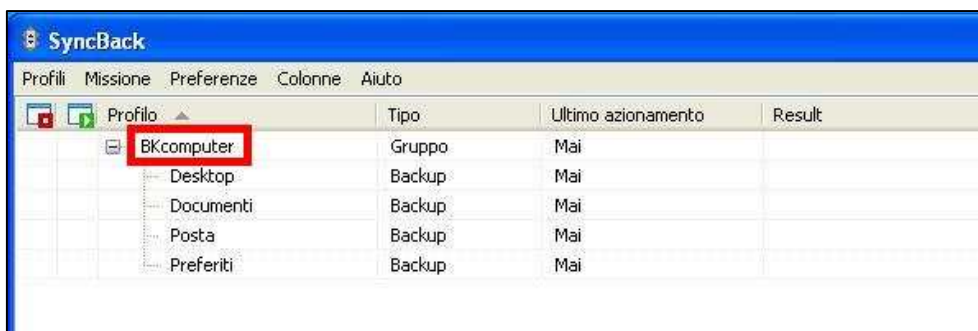 SyncBack
Profili Missione Preferenze Colonne Aiuto
Profilo Tipo Ultimo azionamento Result
BKcomputer Gruppo Mai
Desktop Backup Mai
Documenti Backup Mai
Posta Backup Mai
Preferiti Backup Mai